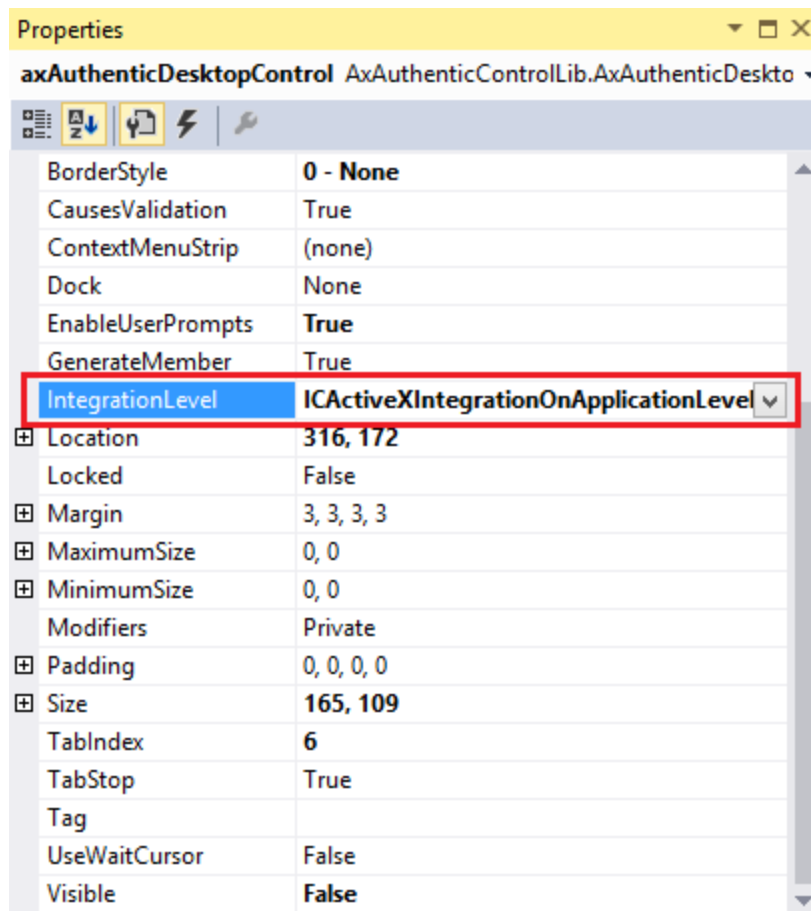 Properties
axAuthenticDesktopControl AxAuthenticControlLib.AxAuthenticDeskto
BorderStyle 0 - None
CausesValidation True
ContextMenuStrip (none)
Dock None
EnableUserPrompts True
GenerateMember True
IntegrationLevel ICActiveXIntegrationOnApplicationLevel
Location 316, 172
Locked False
Margin 3, 3, 3, 3
MaximumSize 0, 0
MinimumSize 0, 0
Modifiers Private
Padding 0, 0, 0, 0
Size 165, 109
TabIndex 6
TabStop True
Tag
UseWaitCursor False
Visible False